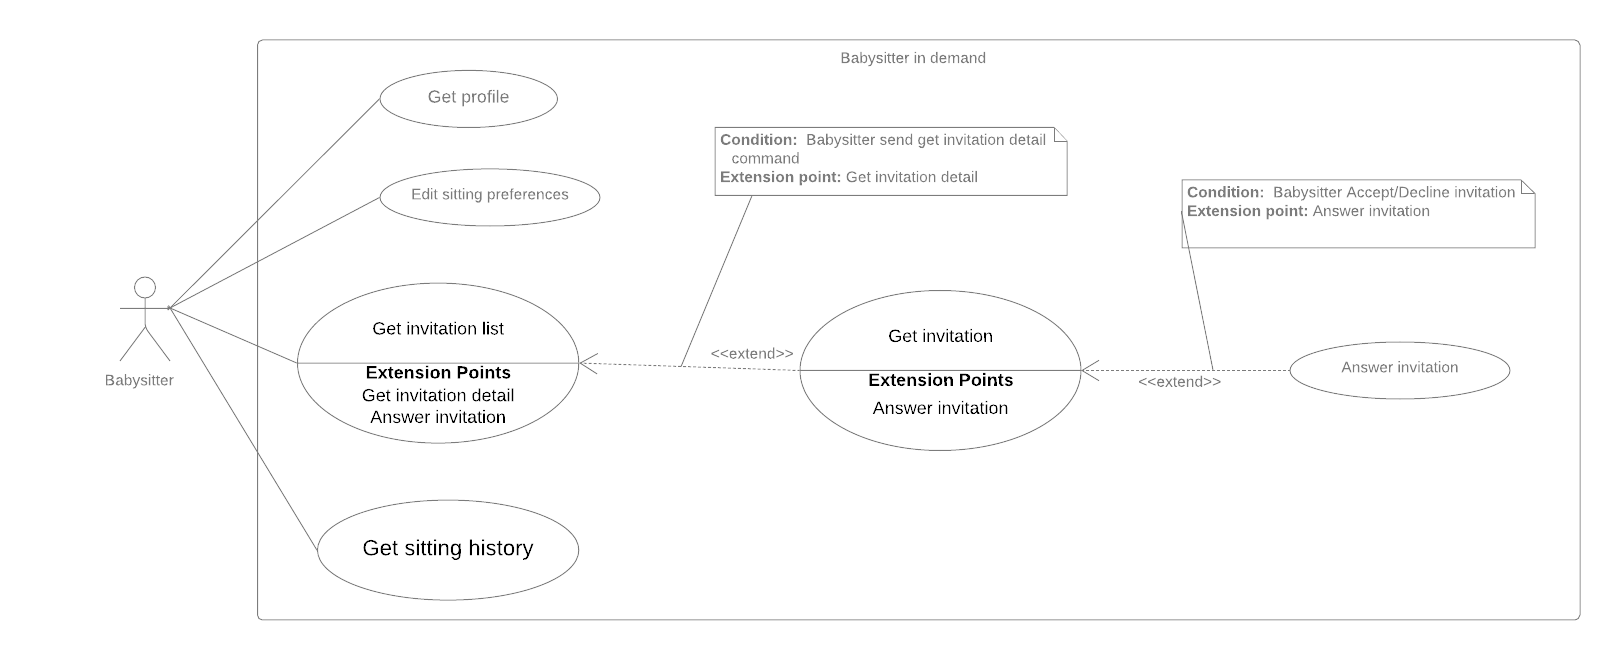 Babysitter in demand
Get profile
Condition:  Babysitter send get invitation detail
command
Extension point: Get invitation detail
Edit sitting preferences
Condition:  Babysitter Accept/Decline invitation
Extension point: Answer invitation
Babysitter
Get invitation list
Extension Points
Get invitation detail
Answer invitation
<<extend>>
Get invitation
Extension Points
Answer invitation
<<extend>>
Answer invitation
Get sitting history